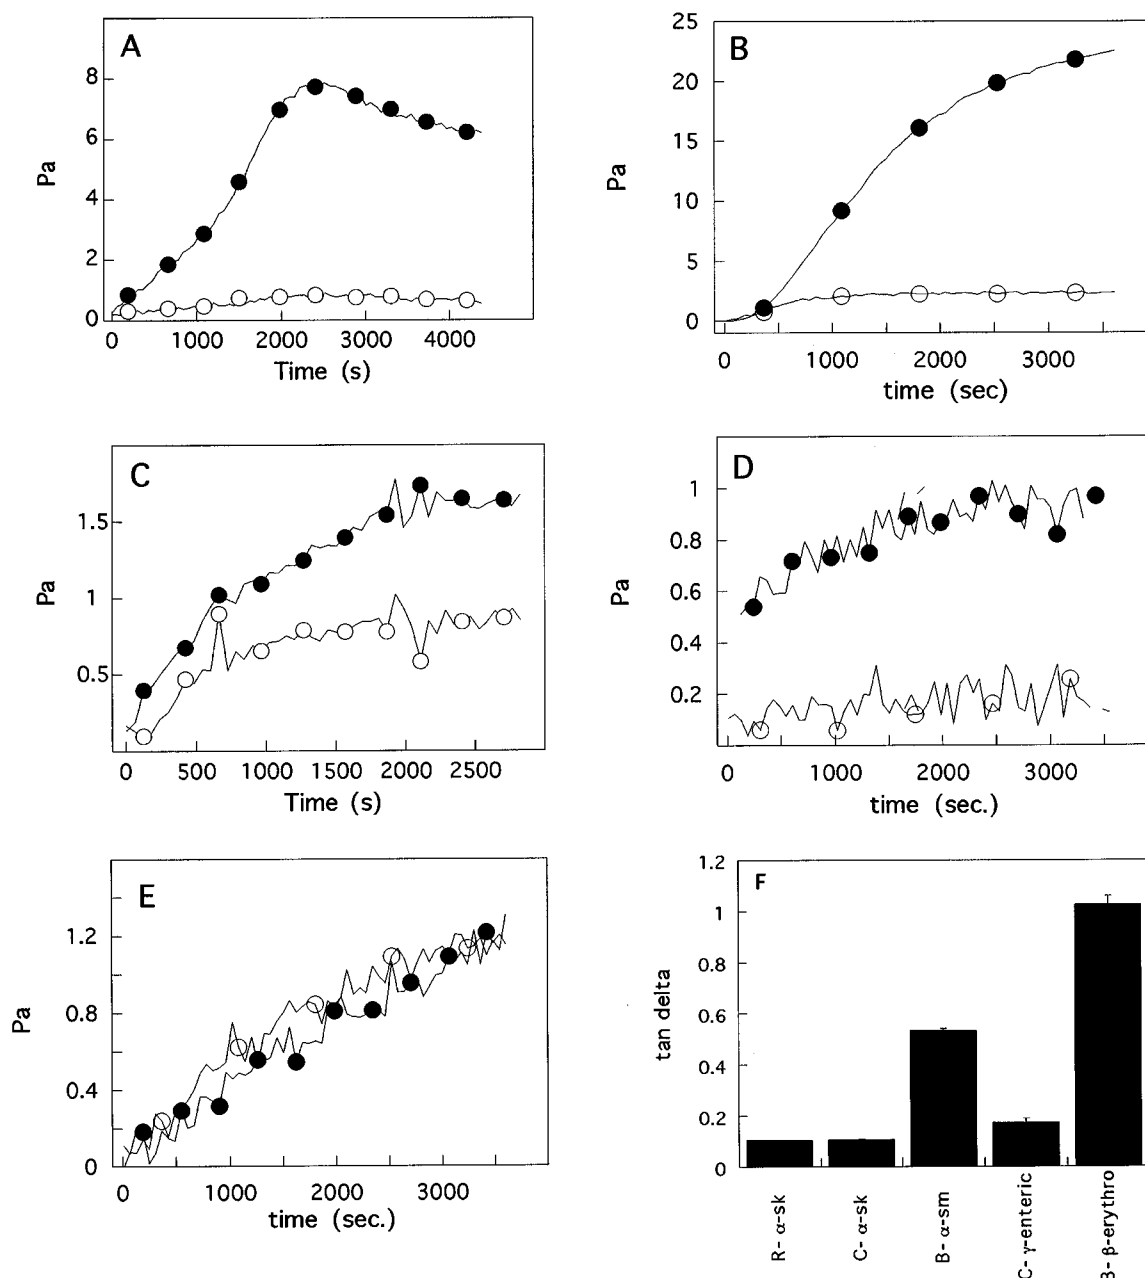 A
Pa
8
6
4
2
0
0 1000 2000 3000 4000
Time (s)
B
Pa
25
20
15
10
5
0
0 1000 2000 3000
time (sec)
C
Pa
1.5
1
0.5
0 500 1000 1500 2000 2500
Time (s)
D
Pa
1
0.8
0.6
0.4
0.2
0 1000 2000 3000
time (sec.)
E
Pa
1.2
0.8
0.4
0
0 1000 2000 3000
time (sec.)
F
tan delta
1.2
1
0.8
0.6
0.4
0.2
0
R- α-sk
C- α-sk
B- α-sm
C- γ-enteric
B- β-erythro